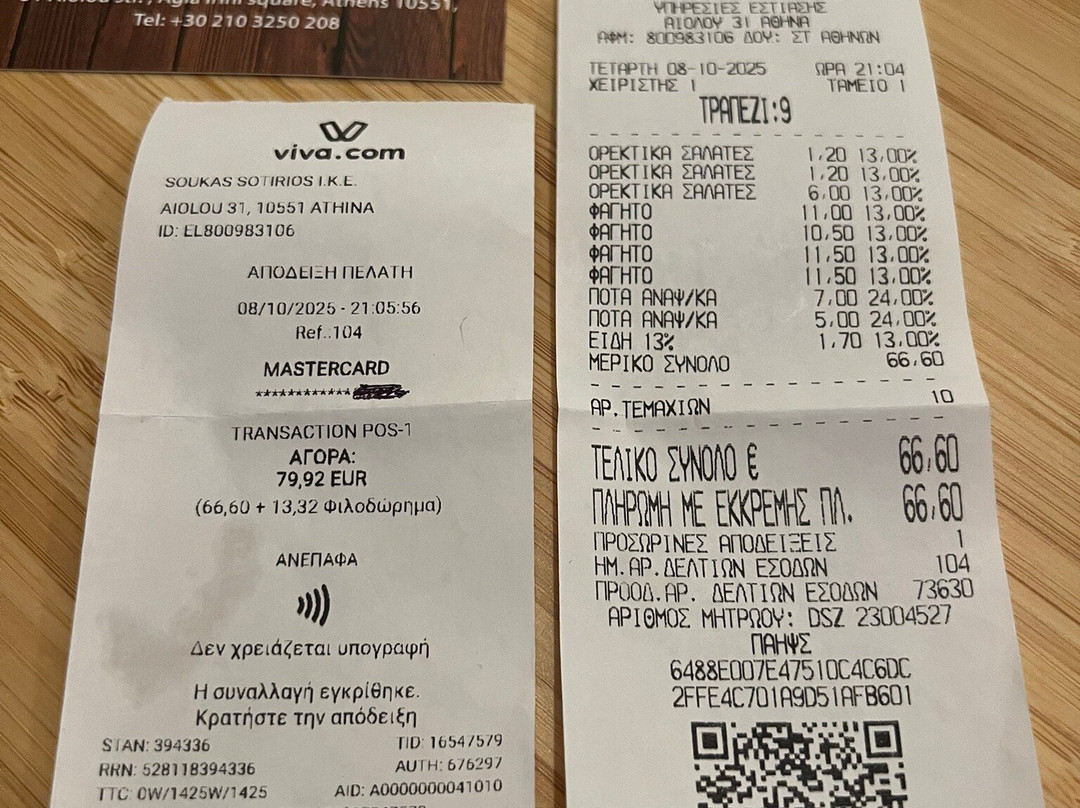 Agia Irini square, Athens 10551,
Tel: +30 210 3250 208
viva.com
SOUKAS SOTIRIOS I.K.E.
AIOLOU 31, 10551 ATHINA
ID: EL800983106
ΑΠΟΔΕΙΞΗ ΠΕΛΑΤΗ
08/10/2025 - 21:05:56
Ref.:104
MASTERCARD
***********
TRANSACTION POS-1
ΑΓΟΡΑ:
79,92 EUR
(66,60 + 13,32 Φιλοδώρημα)
ΑΝΕΠΑΦΑ
Δεν χρειάζεται υπογραφή
Η συναλλαγή εγκρίθηκε.
Κρατήστε την απόδειξη
STAN: 394336 TID: 16547579
RRN: 528118394336 AUTH: 676297
TTC: 0W/1425W/1425 AID: A0000000041010
ΥΠΗΡΕΣΙΕΣ ΕΣΤΙΑΣΗΣ
ΑΙΟΛΟΥ 31 ΑΘΗΝΑ
ΑΦΜ: 800983106 ΔΟΥ: ΣΤ ΑΘΗΝΩΝ
ΤΕΤΑΡΤΗ 08-10-2025 ΩΡΑ 21:04
ΧΕΙΡΙΣΤΗΣ 1 ΤΑΜΕΙΟ 1
ΤΡΑΠΕΖΙ:9
ΟΡΕΚΤΙΚΑ ΣΑΛΑΤΕΣ 1,20 13,00%
ΟΡΕΚΤΙΚΑ ΣΑΛΑΤΕΣ 1,20 13,00%
ΟΡΕΚΤΙΚΑ ΣΑΛΑΤΕΣ 6,00 13,00%
ΦΑΓΗΤΟ 11,00 13,00%
ΦΑΓΗΤΟ 10,50 13,00%
ΦΑΓΗΤΟ 11,50 13,00%
ΦΑΓΗΤΟ 11,50 13,00%
ΠΟΤΑ ΑΝΑΨ/ΚΑ 7,00 24,00%
ΠΟΤΑ ΑΝΑΨ/ΚΑ 5,00 24,00%
ΕΙΔΗ 13% 1,70 13,00%
ΜΕΡΙΚΟ ΣΥΝΟΛΟ 66,60
ΑΡ.ΤΕΜΑΧΙΩΝ 10
ΤΕΛΙΚΟ ΣΥΝΟΛΟ € 66,60
ΠΛΗΡΩΜΗ ΜΕ ΕΚΚΡΕΜΗΣ ΠΛ. 66,60
ΠΡΟΣΩΡΙΝΕΣ ΑΠΟΔΕΙΞΕΙΣ 1
ΗΜ.ΑΡ.ΔΕΛΤΙΩΝ ΕΣΟΔΩΝ 104
ΠΡΟΟΔ.ΑΡ. ΔΕΛΤΙΩΝ ΕΣΟΔΩΝ 73630
ΑΡΙΘΜΟΣ ΜΗΤΡΩΟΥ: DSZ 23004527
ΠΑΗΨΣ
6488E007E47510C4C6DC
2FFE4C701A9D51AFB601